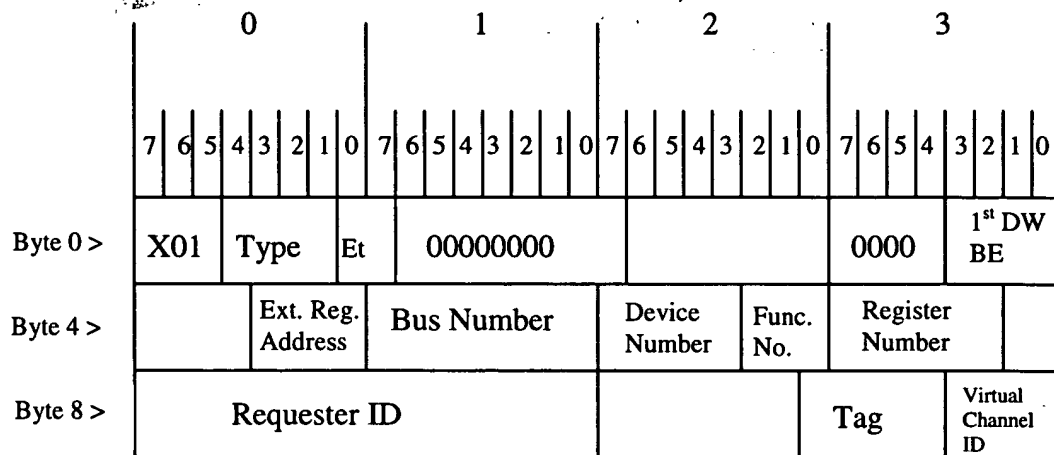 0 1 2 3
7 6 5 4 3 2 1 0 7 6 5 4 3 2 1 0 7 6 5 4 3 2 1 0 7 6 5 4 3 2 1 0
Byte 0 > X01 Type Et 00000000 0000 1st DW
BE
Byte 4 > Ext. Reg. Bus Number Device Func. Register
Address Number No. Number
Byte 8 > Requester ID Tag Virtual
Channel
ID